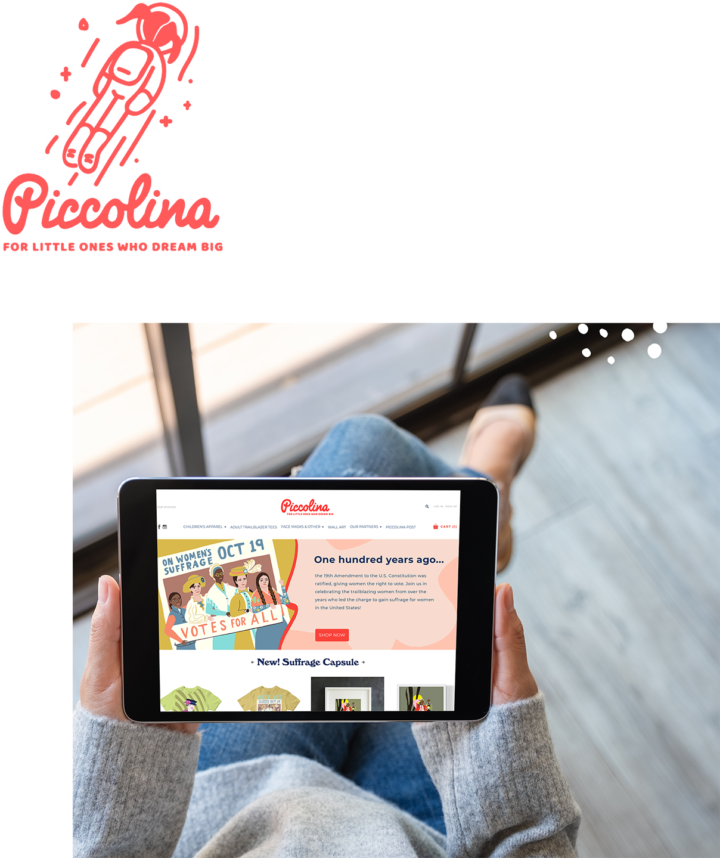 Piccolina
FOR LITTLE ONES WHO DREAM BIG
Piccolina
CHILDREN'S APPAREL
ADULT TRAILBLAZER TEES
FACE MASKS & OTHER
WALL ART
OUR PARTNERS
PICCOLINA POST
CART (0)
ON WOMEN'S
SUFFRAGE
OCT 19
VOTES FOR ALL
One hundred years ago...
the 19th Amendment to the U.S. Constitution was
ratified, giving women the right to vote. Join us in
celebrating the trailblazing women from over the
years who led the charge to gain suffrage for women
in the United States!
SHOP NOW
New! Suffrage Capsule